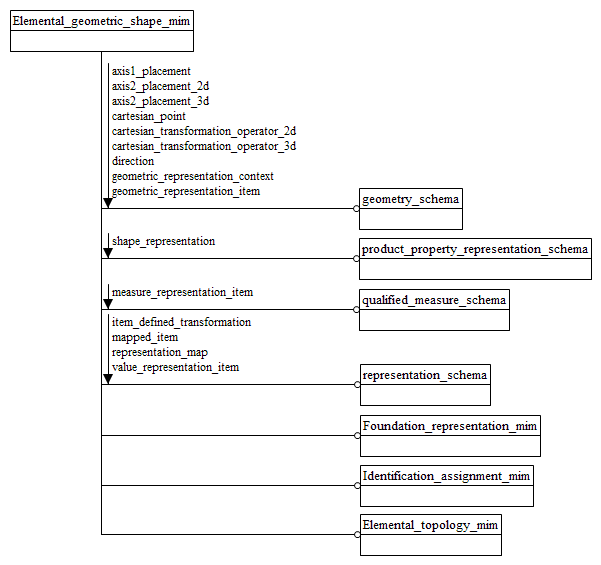 Elemental_geometric_shape_mim
axis1_placement
axis2_placement_2d
axis2_placement_3d
cartesian_point
cartesian_transformation_operator_2d
cartesian_transformation_operator_3d
direction
geometric_representation_context
geometric_representation_item
geometry_schema
shape_representation
product_property_representation_schema
measure_representation_item
qualified_measure_schema
item_defined_transformation
mapped_item
representation_map
value_representation_item
representation_schema
Foundation_representation_mim
Identification_assignment_mim
Elemental_topology_mim